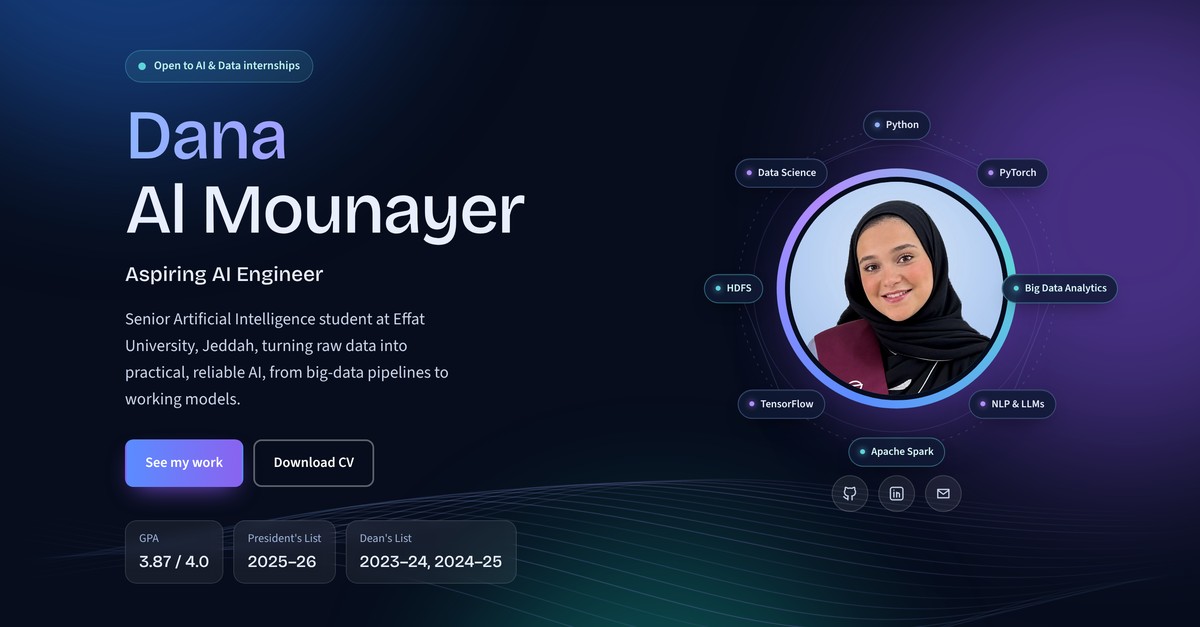 Open to AI & Data internships
Dana
Al Mounayer
Aspiring AI Engineer
Senior Artificial Intelligence student at Effat
University, Jeddah, turning raw data into
practical, reliable AI, from big-data pipelines to
working models.
See my work
Download CV
GPA
3.87 / 4.0
President's List
2025–26
Dean's List
2023–24, 2024–25
Python
Data Science
PyTorch
HDFS
Big Data Analytics
TensorFlow
NLP & LLMs
Apache Spark
in